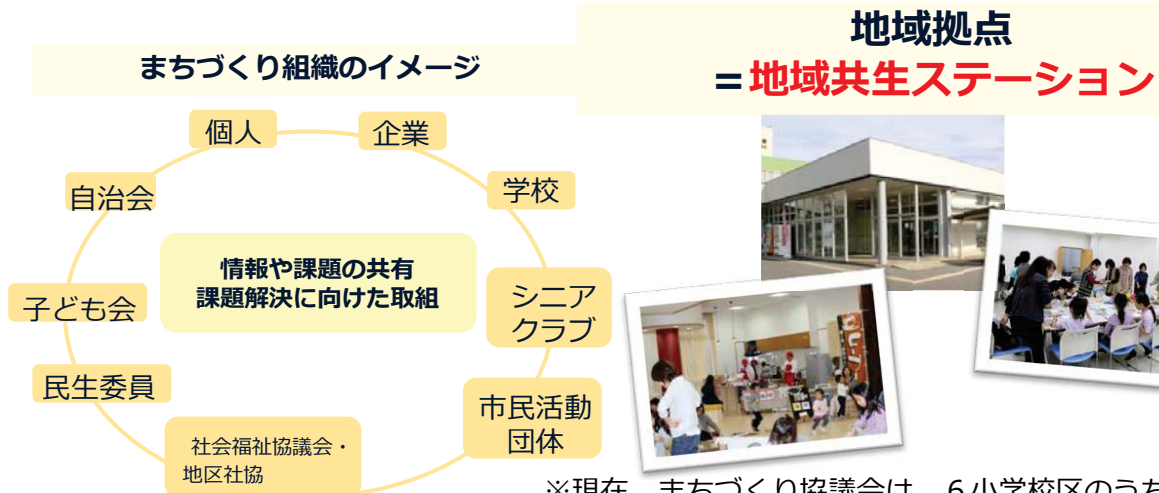 まちづくり組織のイメージ
個人
企業
自治会
学校
情報や課題の共有
課題解決に向けた取組
子ども会
シニア
クラブ
民生委員
市民活動
団体
社会福祉協議会・
地区社協
地域拠点
=地域共生ステーション
※現在、まちづくり協議会は、6小学校区のうち